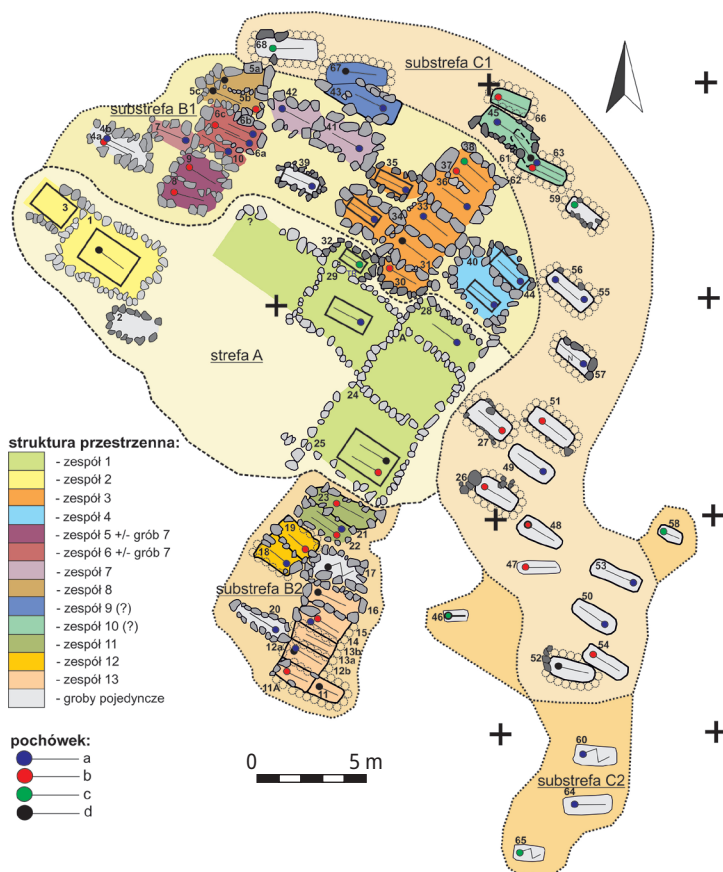 68
substrefa C1
67
5a
5c
5b
substrefa B1
43
42
66
45
6c
6b
4b
4a
7
41
38
63
9
10
6a
39
35
37
61
36
62
8
59
3
1
34
33
?
32
40
56
31
29
30
44
55
28
2
A
N
57
strefa A
24
51
27
49
25
struktura przestrzenna:
- zespół 1
- zespół 2
- zespół 3
- zespół 4
- zespół 5 +/- grób 7
- zespół 6 +/- grób 7
- zespół 7
- zespół 8
- zespół 9 (?)
- zespół 10 (?)
- zespół 11
- zespół 12
- zespół 13
- groby pojedyncze
26
23
48
58
19
21
22
18
47
53
17
substrefa B2
16
20
50
46
15
12a
14
13b
13a
12b
54
52
11A
11
pochówek:
a
b
c
d
60
0
5 m
substrefa C2
64
65